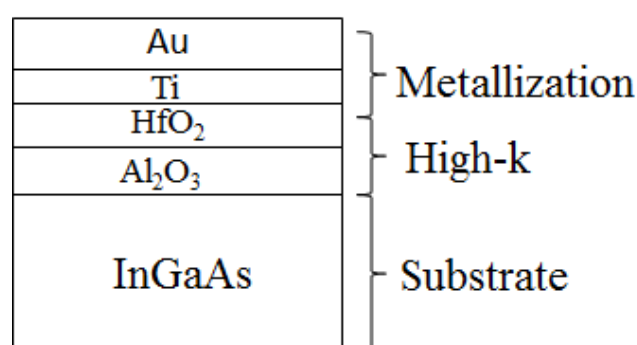 Au
Ti
HfO₂
Al₂O₃
InGaAs
Metallization
High-k
Substrate